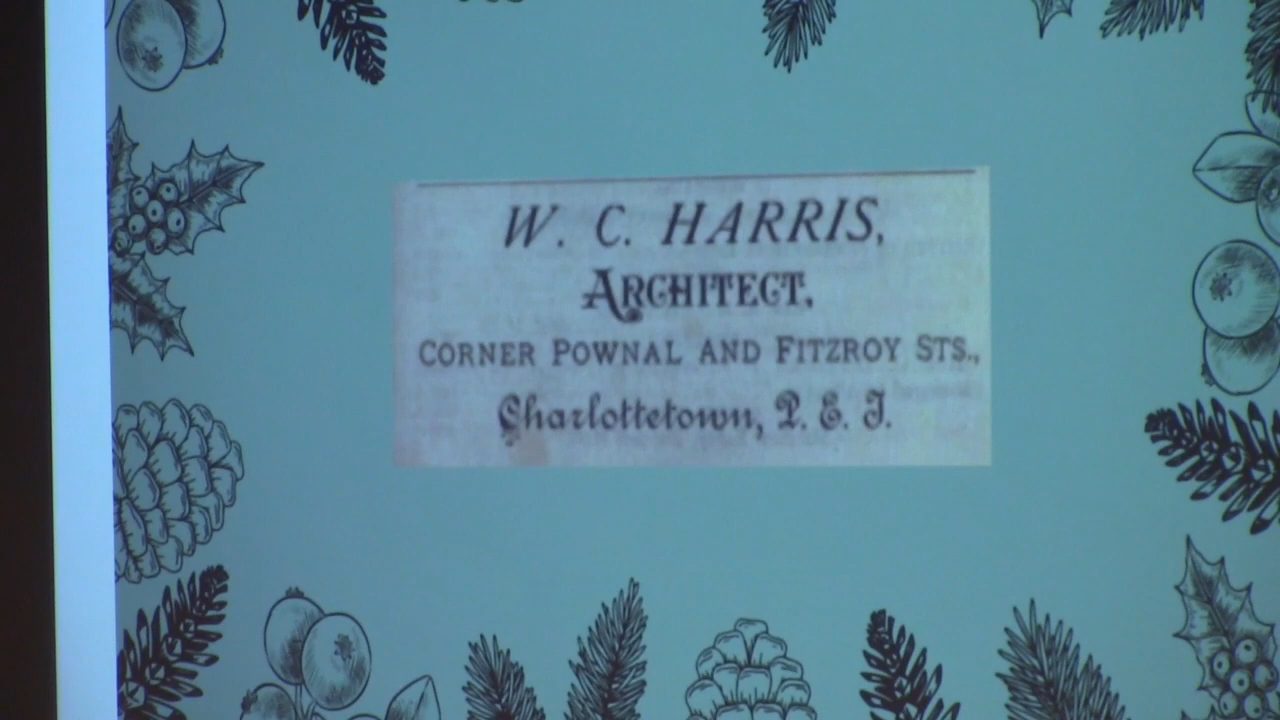 W. C. HARRIS,
ARCHITECT,
CORNER POWNAL AND FITZROY STS.,
Charlottetown, P. E. I.